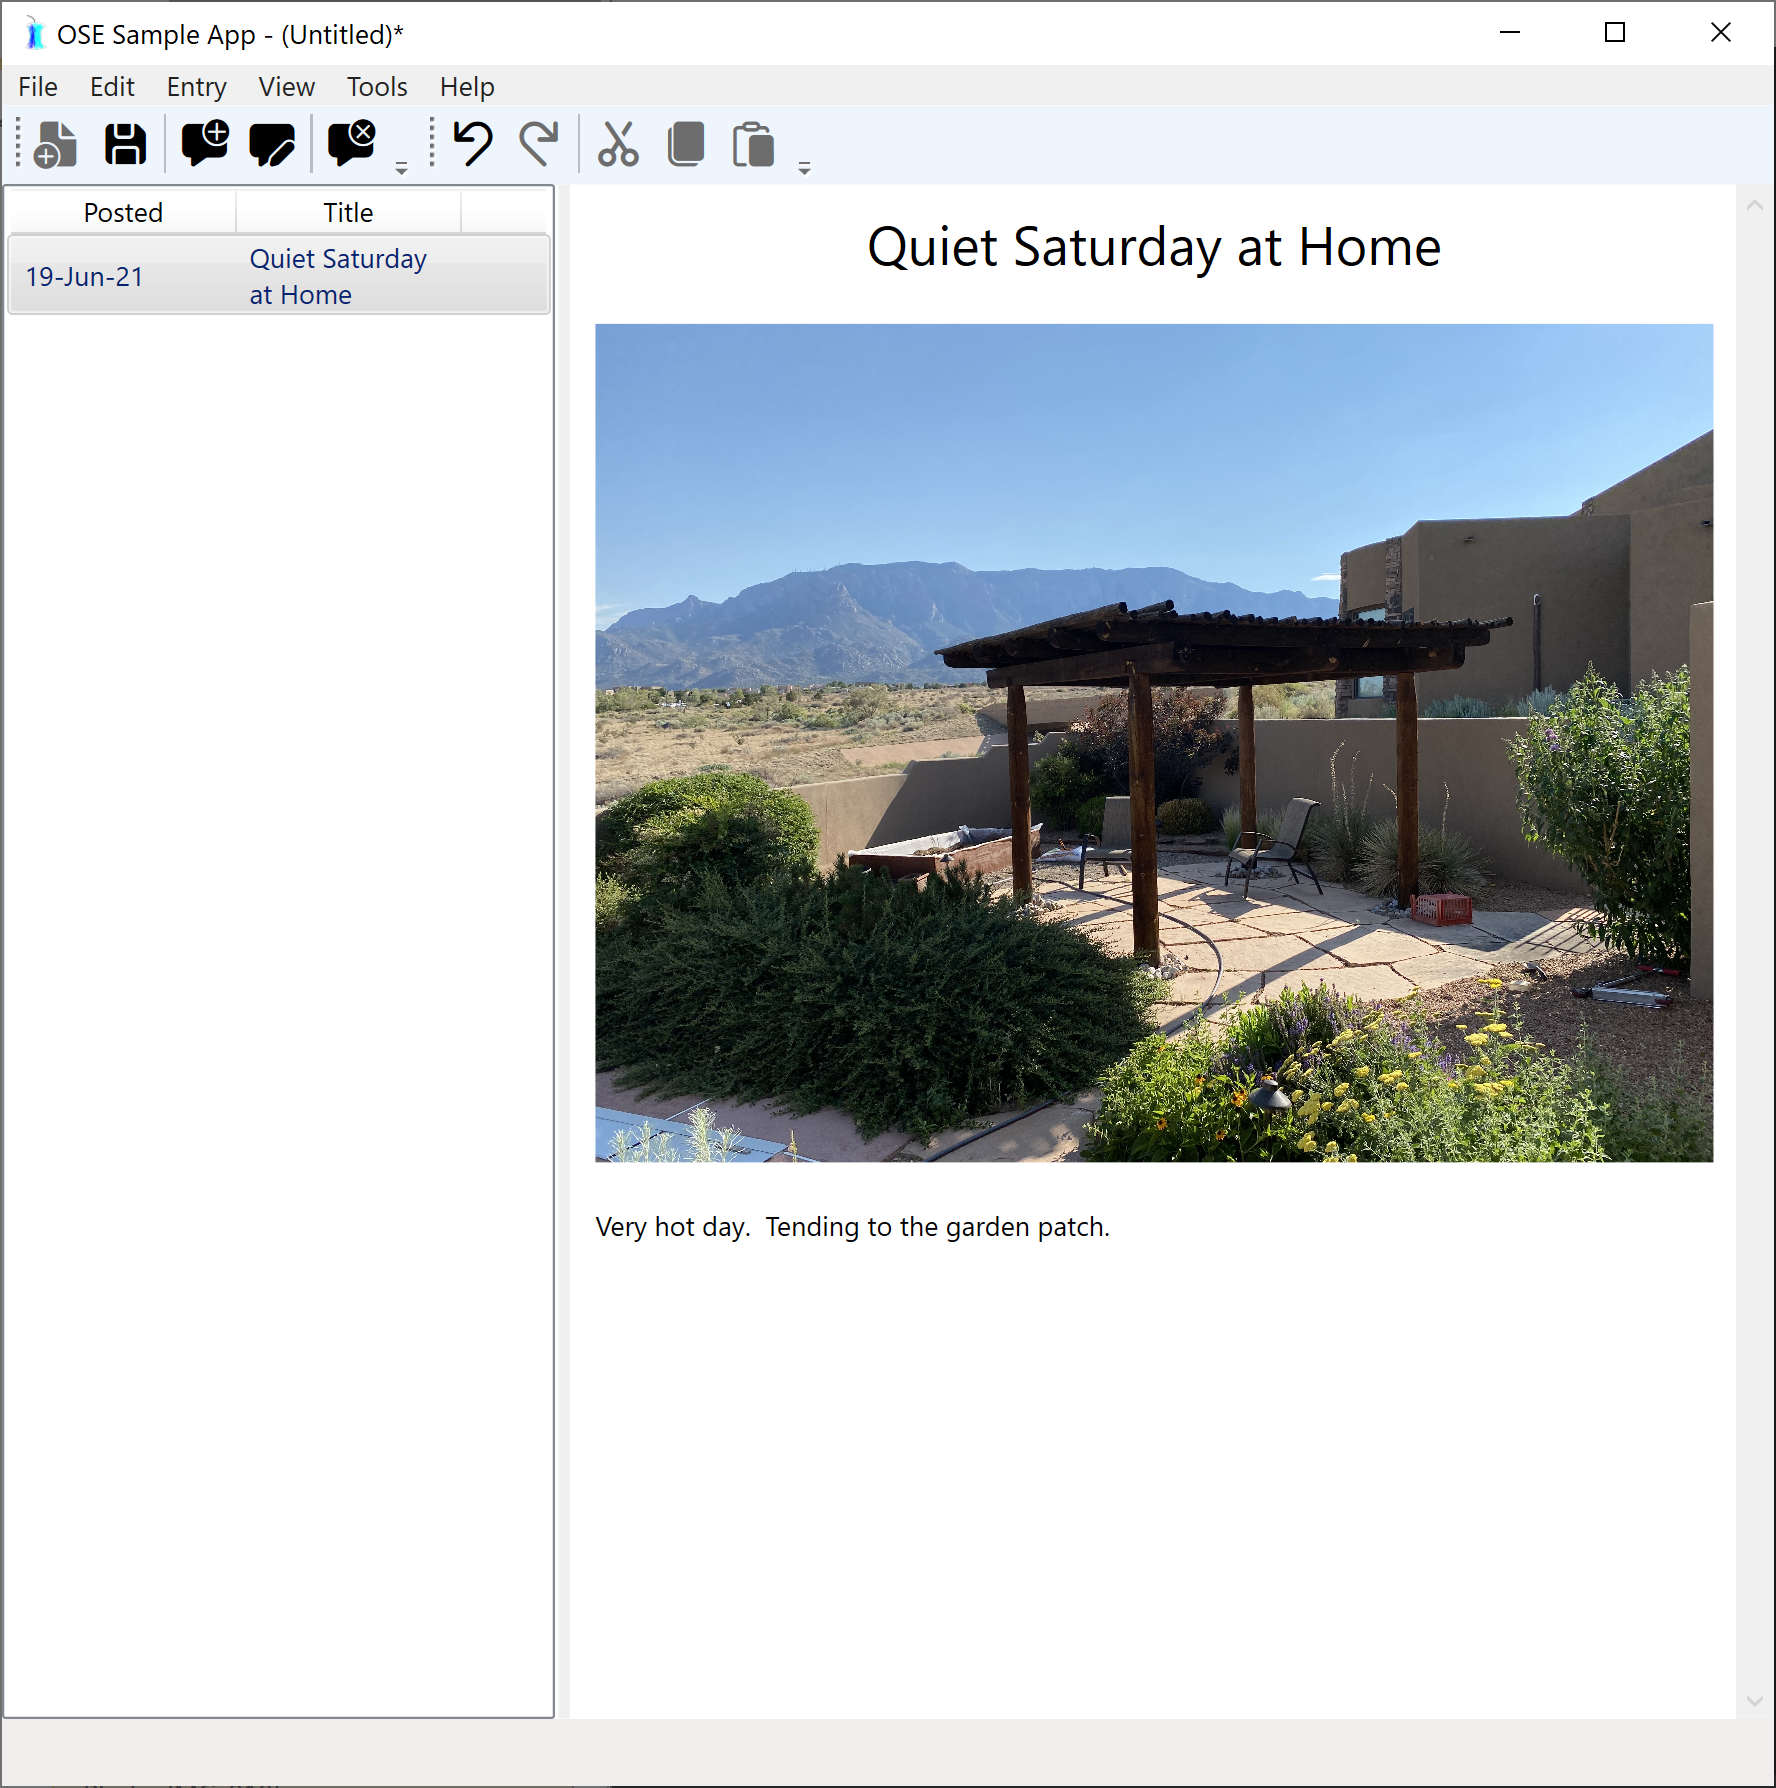 OSE Sample App - (Untitled)*
File Edit Entry View Tools Help
Posted Title
19-Jun-21
Quiet Saturday
at Home
Quiet Saturday at Home
Very hot day.  Tending to the garden patch.